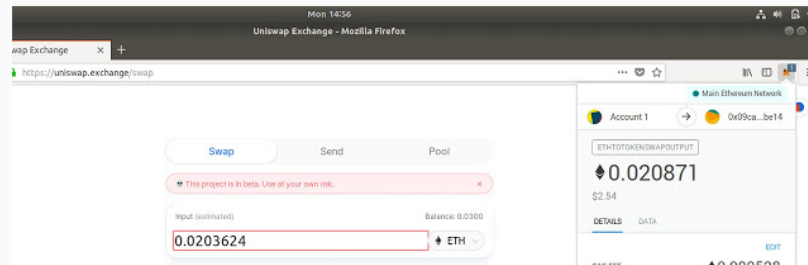 Mon 14:56
Uniswap Exchange - Mozilla Firefox
wap Exchange × +
https://uniswap.exchange/swap
Main Ethereum Network
Account 1 0x09ca...be14
Swap Send Pool
ETHTOTOKENSWAPOUTPUT
💀 This project is in beta. Use at your own risk. ×
0.020871
$2.54
Input (estimated) Balance: 0.0300
DETAILS DATA
0.0203624 ETH
EDIT